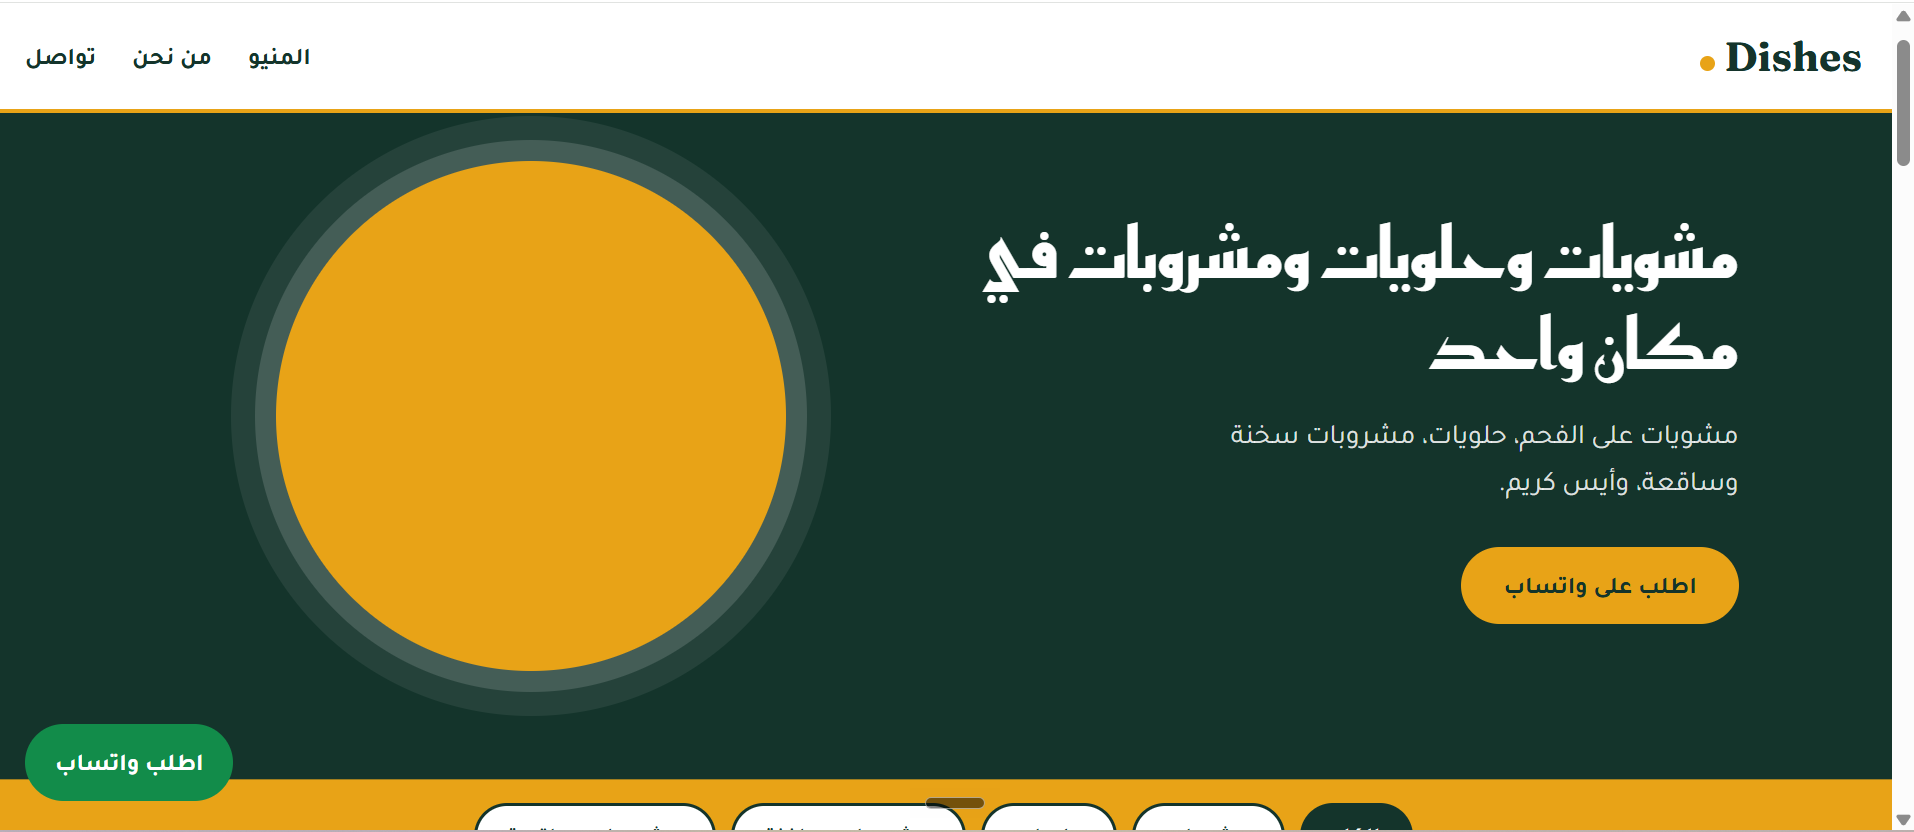 Dishes
المنيو
من نحن
تواصل
مشويات وحلويات ومشروبات في
مكان واحد
مشويات على الفحم، حلويات، مشروبات سخنة
وساقعة، وأيس كريم.
اطلب على واتساب
اطلب واتساب